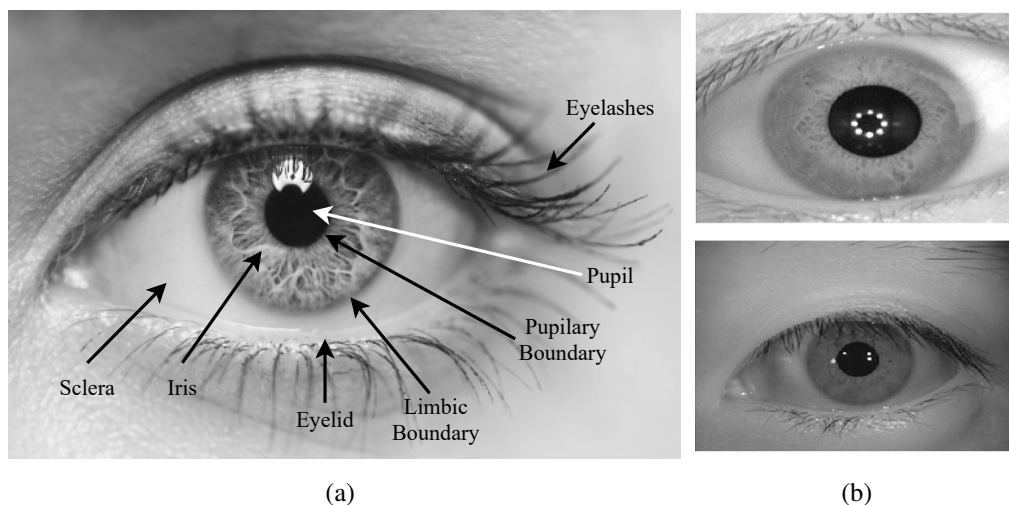 Eyelashes
Pupil
Pupilary
Boundary
Sclera
Iris
Eyelid
Limbic
Boundary
(a)
(b)